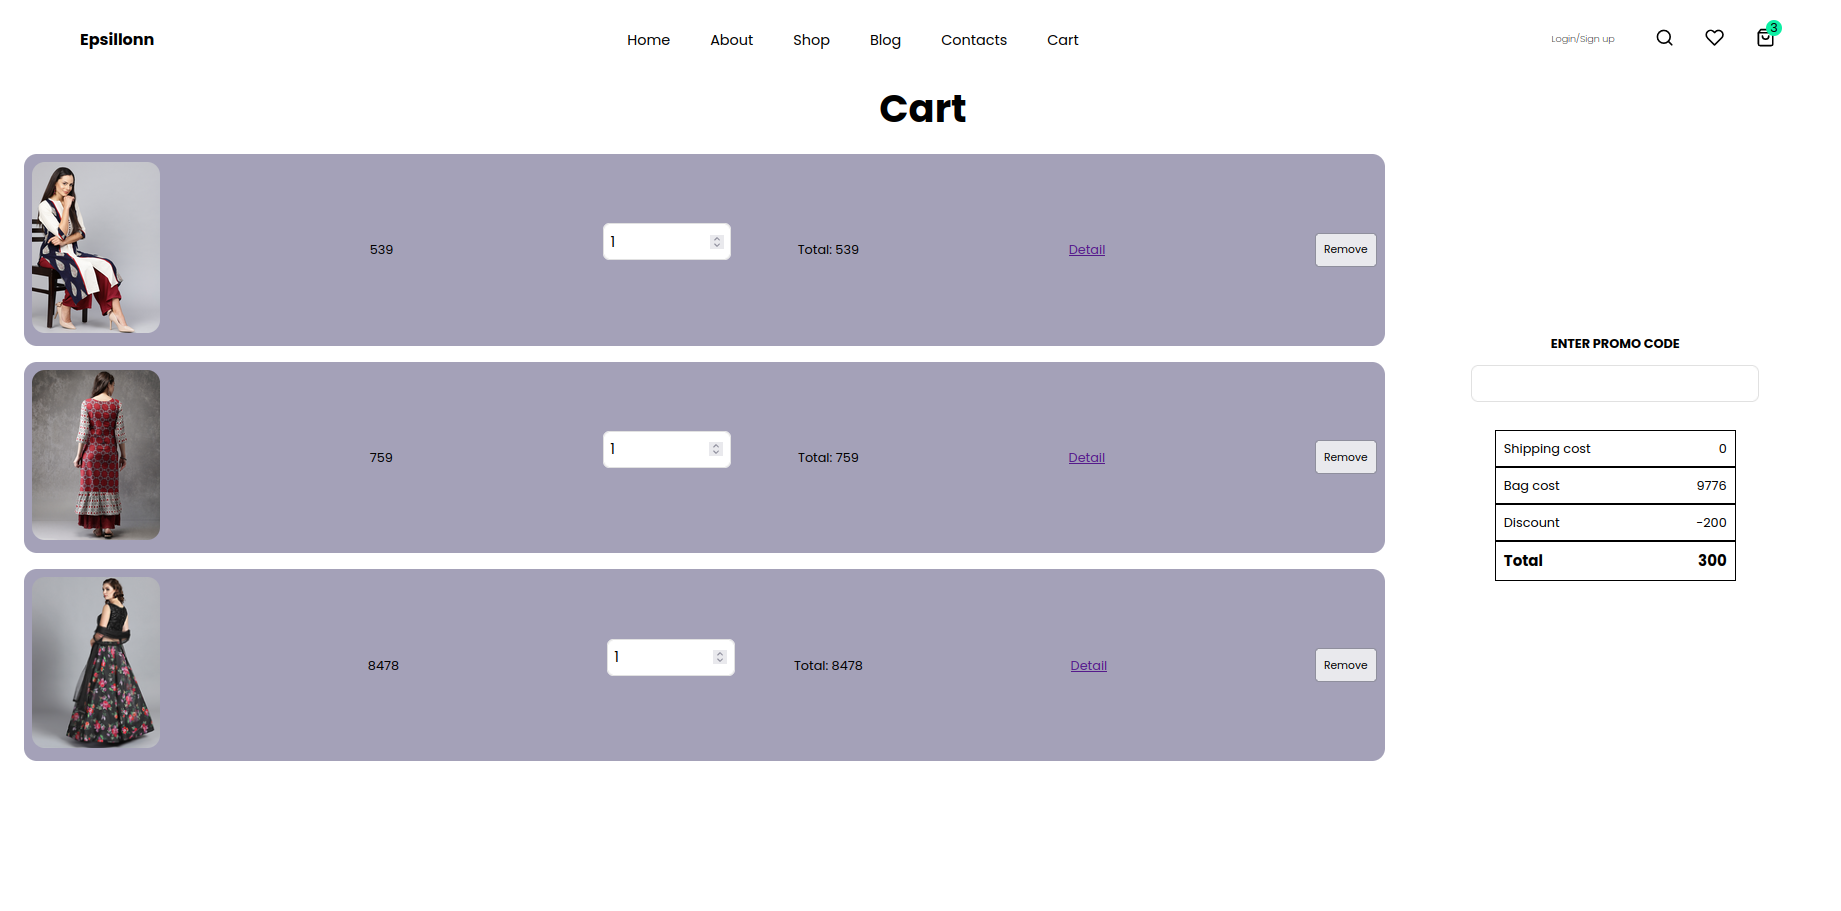 Epsillonn
Home About Shop Blog Contacts Cart
Login/Sign up
3
Cart
539 1 Total: 539 Detail Remove
759 1 Total: 759 Detail Remove
8478 1 Total: 8478 Detail Remove
ENTER PROMO CODE
Shipping cost 0
Bag cost 9776
Discount -200
Total 300